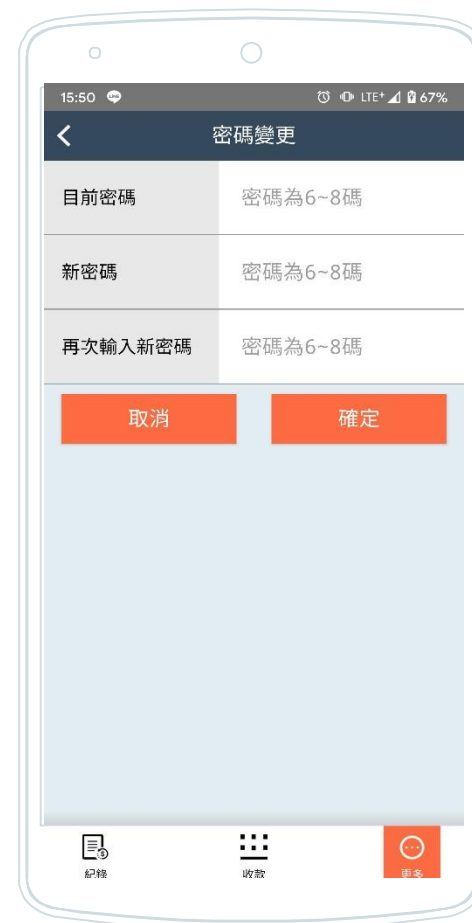 15:50 LTE+ 67%
密碼變更
目前密碼 密碼為6~8碼
新密碼 密碼為6~8碼
再次輸入新密碼 密碼為6~8碼
取消 確定
紀錄 收款 更多